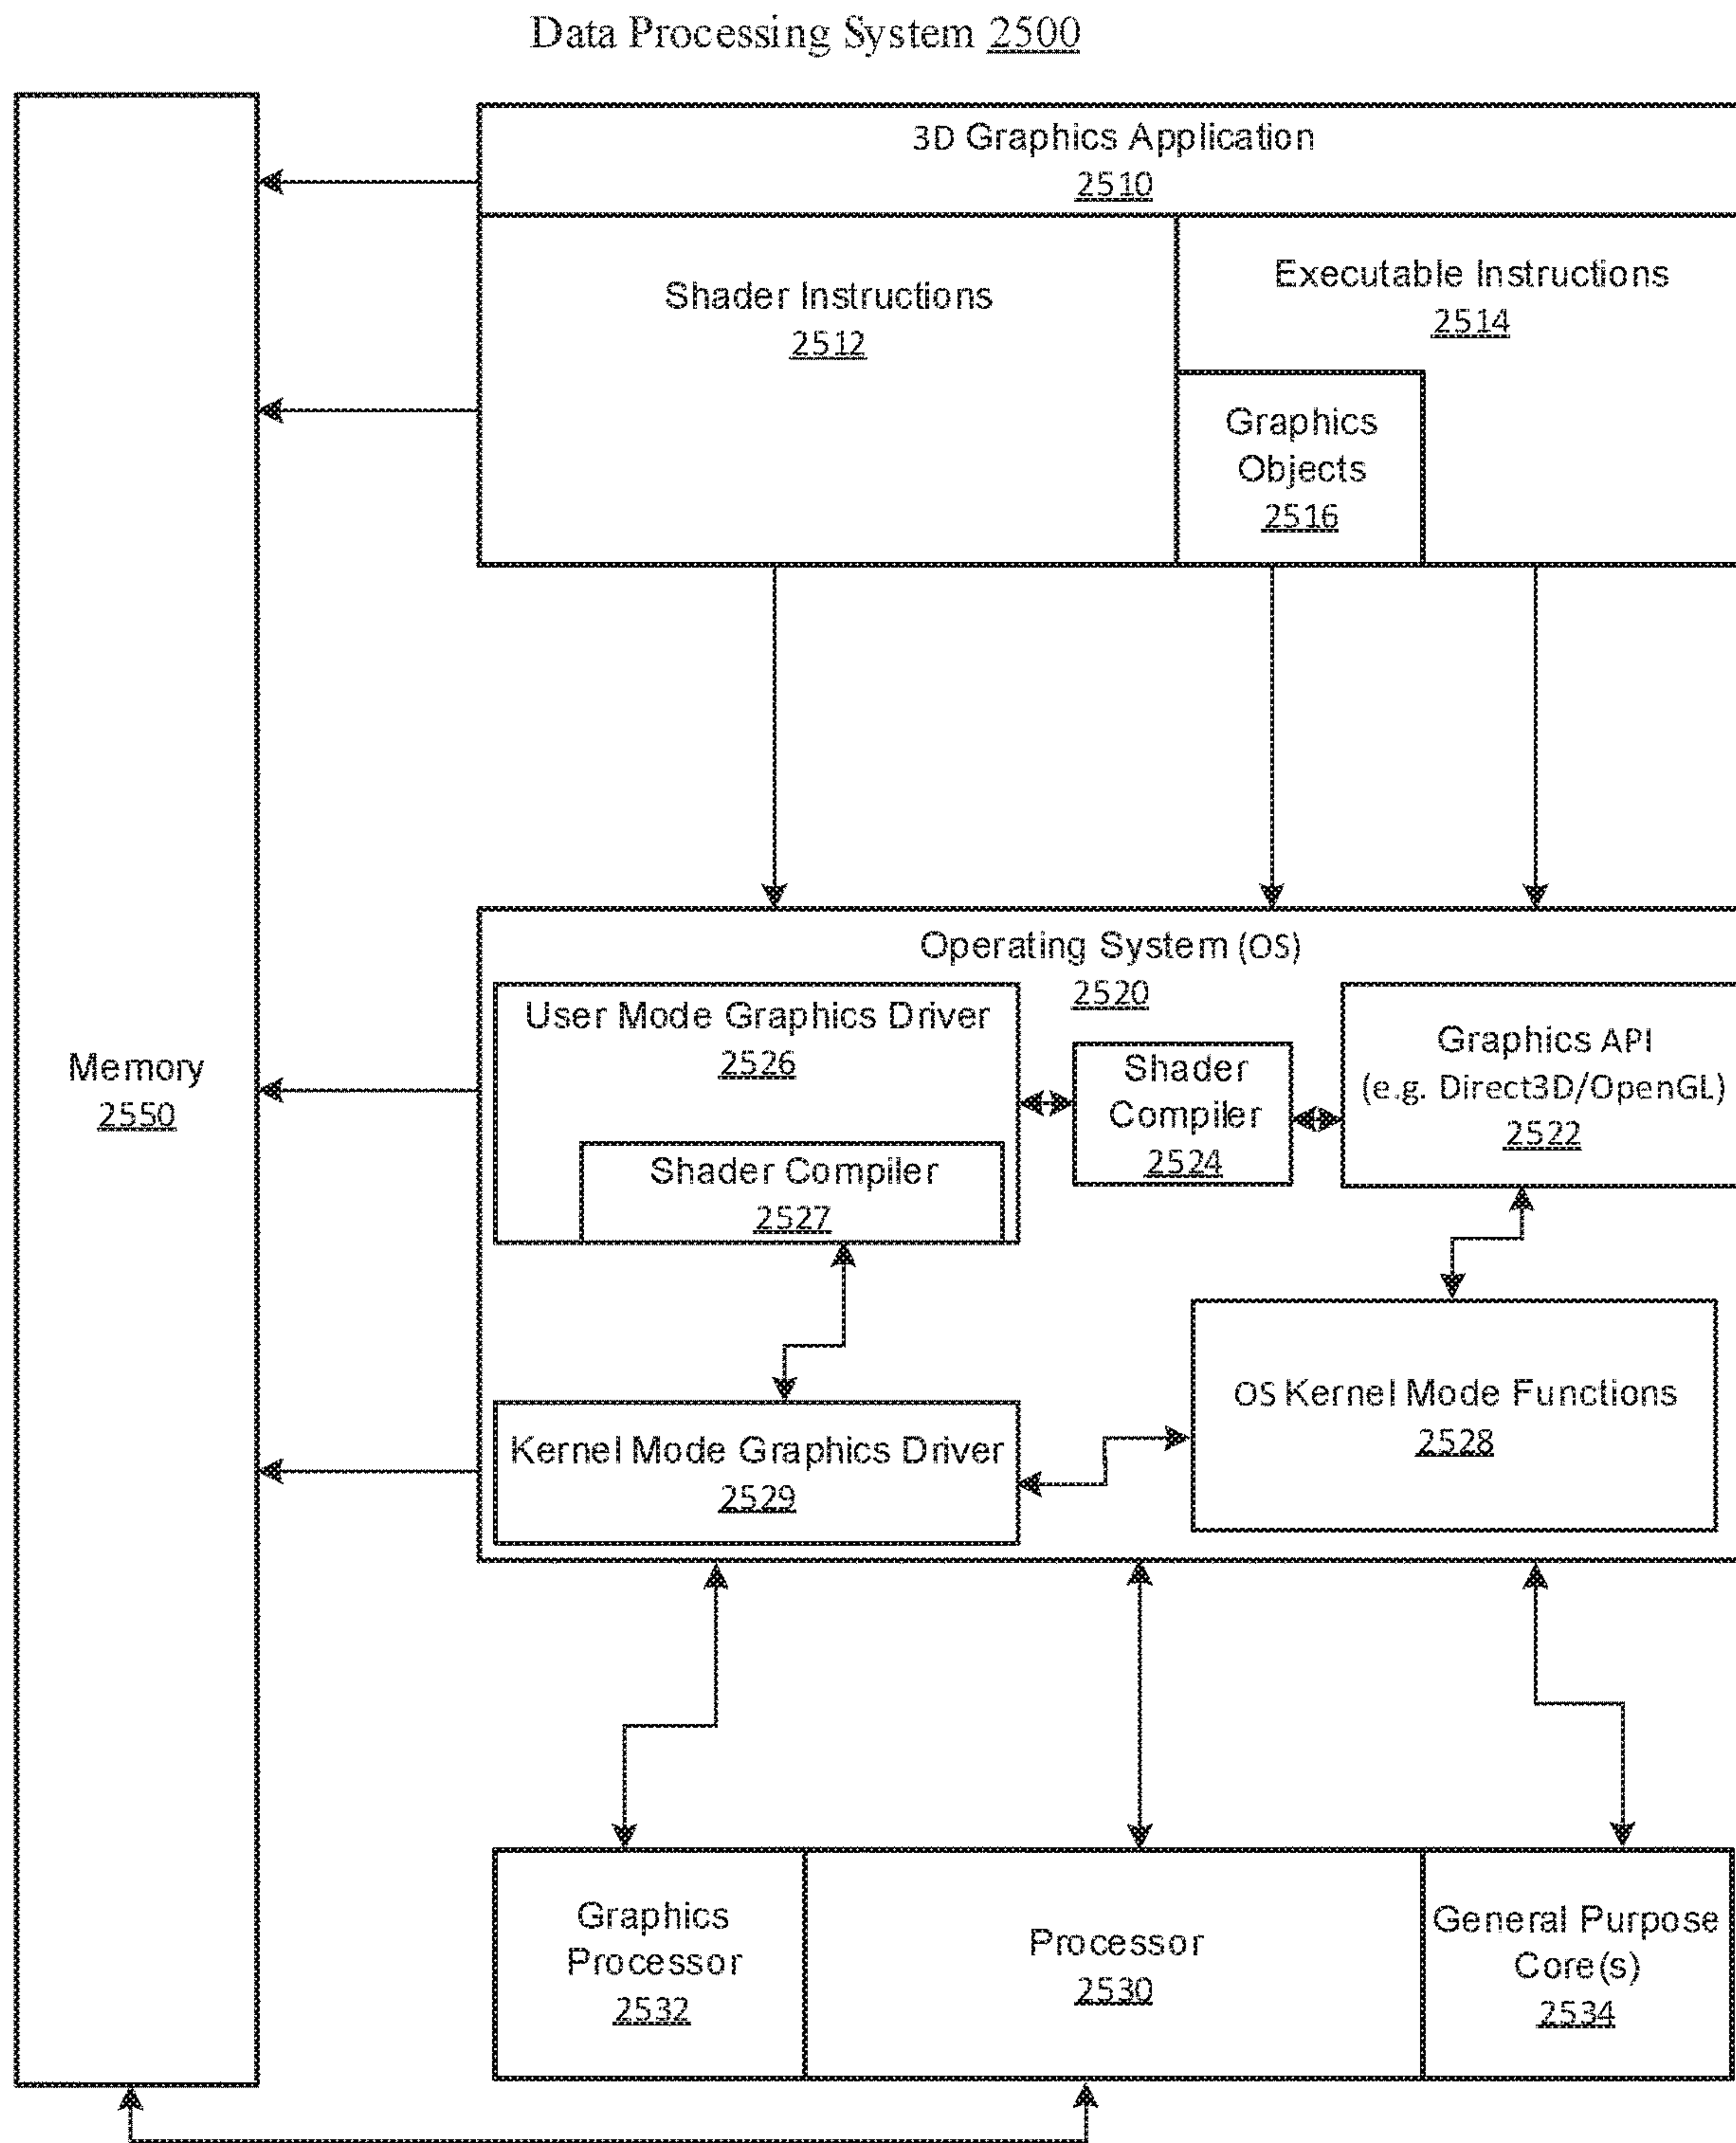 Data Processing System 2500
3D Graphics Application
2510
Shader Instructions
2512
Executable Instructions
2514
Graphics
Objects
2516
Memory
2550
Operating System (OS)
2520
User Mode Graphics Driver
2526
Shader Compiler
2527
Shader
Compiler
2524
Graphics API
(e.g. Direct3D/OpenGL)
2522
OS Kernel Mode Functions
2528
Kernel Mode Graphics Driver
2529
Graphics
Processor
2532
Processor
2530
General Purpose
Core(s)
2534